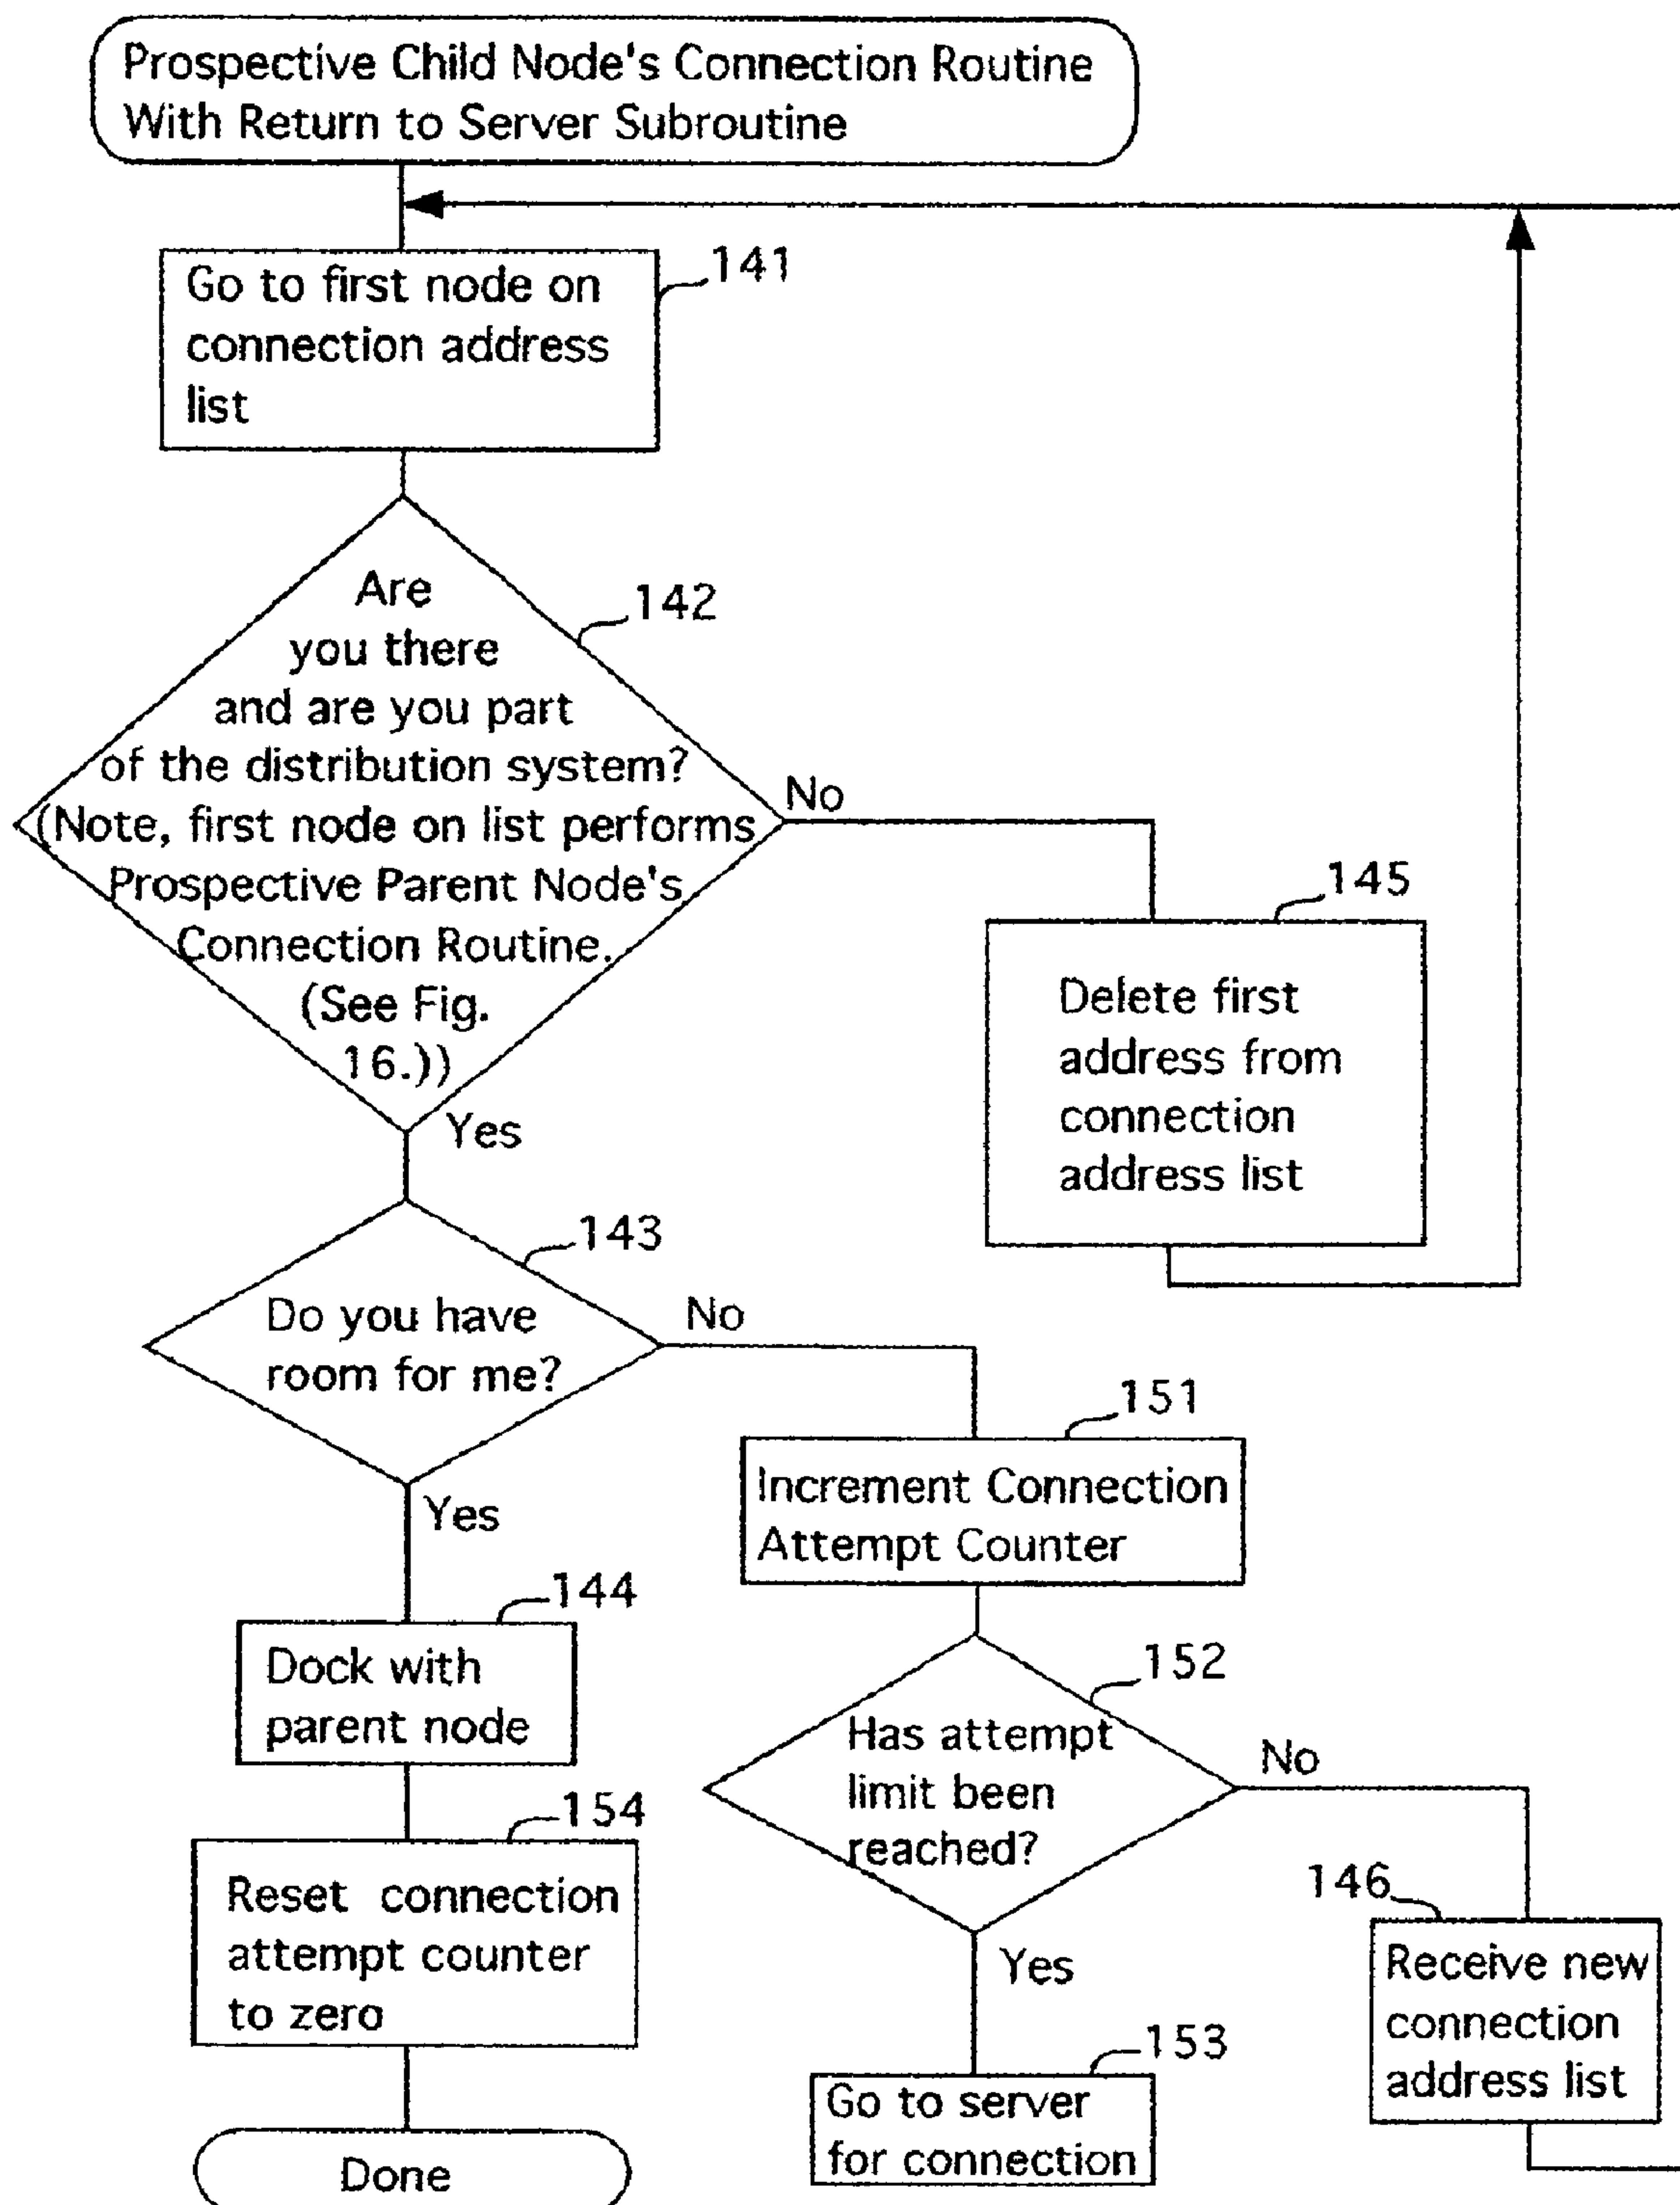 Prospective Child Node's Connection Routine
With Return to Server Subroutine
141
Go to first node on
connection address
list
142
Are
you there
and are you part
of the distribution system?
(Note, first node on list performs
Prospective Parent Node's
Connection Routine.
(See Fig.
16.))
No
Yes
145
Delete first
address from
connection
address list
143
Do you have
room for me?
No
Yes
151
Increment Connection
Attempt Counter
144
Dock with
parent node
152
Has attempt
limit been
reached?
No
Yes
154
Reset connection
attempt counter
to zero
146
Receive new
connection
address list
153
Go to server
for connection
Done